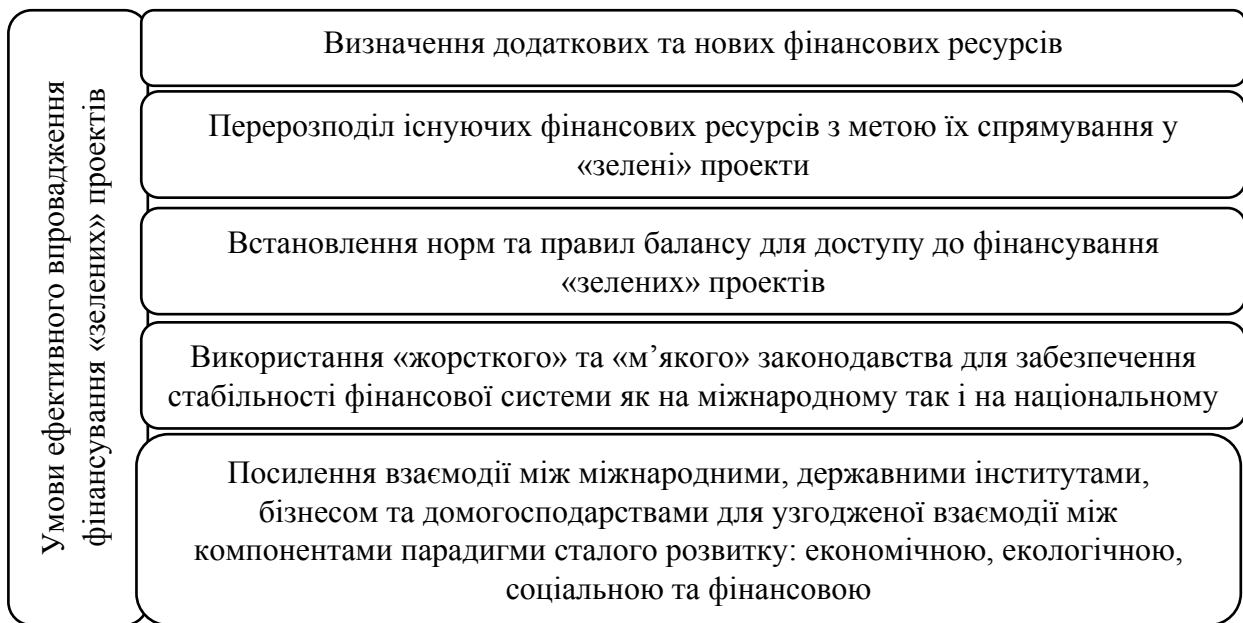 Умови ефективного впровадження
фінансування «зелених» проектів
Визначення додаткових та нових фінансових ресурсів
Перерозподіл існуючих фінансових ресурсів з метою їх спрямування у
«зелені» проекти
Встановлення норм та правил балансу для доступу до фінансування
«зелених» проектів
Використання «жорсткого» та «м’якого» законодавства для забезпечення
стабільності фінансової системи як на міжнародному так і на національному
Посилення взаємодії між міжнародними, державними інститутами,
бізнесом та домогосподарствами для узгодженої взаємодії між
компонентами парадигми сталого розвитку: економічною, екологічною,
соціальною та фінансовою